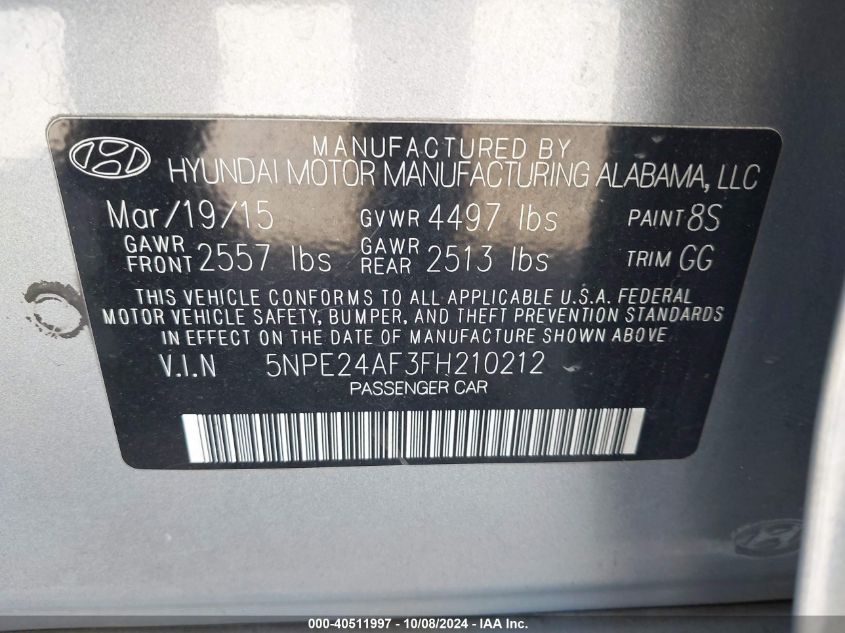 MANUFACTURED BY
HYUNDAI MOTOR MANUFACTURING ALABAMA, LLC
Mar/19/15 GVWR 4497 lbs PAINT 8S
GAWR FRONT 2557 lbs GAWR REAR 2513 lbs TRIM GG
THIS VEHICLE CONFORMS TO ALL APPLICABLE U.S.A. FEDERAL
MOTOR VEHICLE SAFETY, BUMPER, AND THEFT PREVENTION STANDARDS
IN EFFECT ON THE DATE OF MANUFACTURE SHOWN ABOVE
V.I.N 5NPE24AF3FH210212
PASSENGER CAR
000-40511997 - 10/08/2024 - IAA Inc.